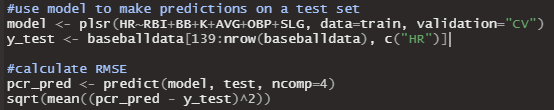 #use model to make predictions on a test set
model <- plsr(HR~RBI+BB+K+AVG+OBP+SLG, data=train, validation="CV")
y_test <- baseballdata[139:nrow(baseballdata), c("HR")]
#calculate RMSE
pcr_pred <- predict(model, test, ncomp=4)
sqrt(mean((pcr_pred - y_test)^2))